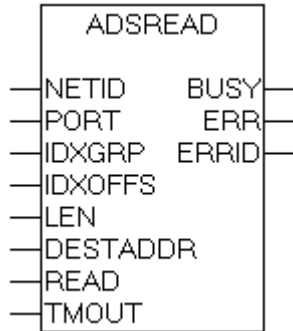 ADSREAD
NETID BUSY
PORT ERR
IDXGRP ERRID
IDXOFFS
LEN
DESTADDR
READ
TMOUT